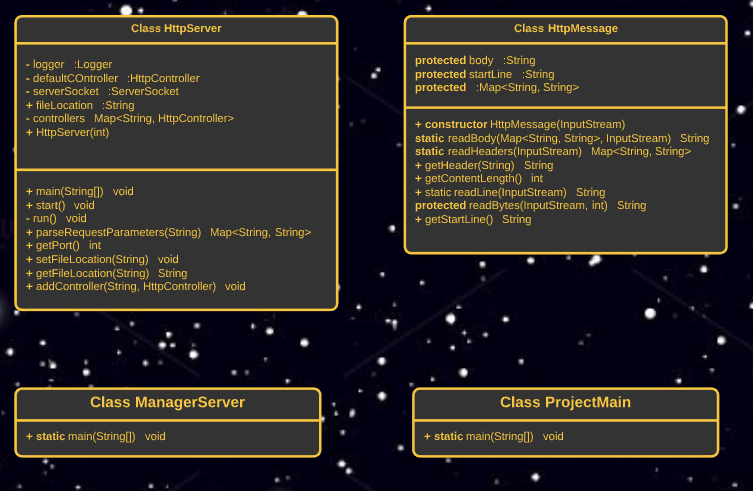 Class HttpServer
- logger :Logger
- defaultCOntroller :HttpController
- serverSocket :ServerSocket
+ fileLocation :String
- controllers Map<String, HttpController>
+ HttpServer(int)
+ main(String[]) void
+ start() void
- run() void
+ parseRequestParameters(String) Map<String, String>
+ getPort() int
+ setFileLocation(String) void
+ getFileLocation(String) String
+ addController(String, HttpController) void
Class HttpMessage
protected body :String
protected startLine :String
protected :Map<String, String>
+ constructor HttpMessage(InputStream)
static readBody(Map<String, String>, InputStream) String
static readHeaders(InputStream) Map<String, String>
+ getHeader(String) String
+ getContentLength() int
+ static readLine(InputStream) String
protected readBytes(InputStream, int) String
+ getStartLine() String
Class ManagerServer
+ static main(String[]) void
Class ProjectMain
+ static main(String[]) void